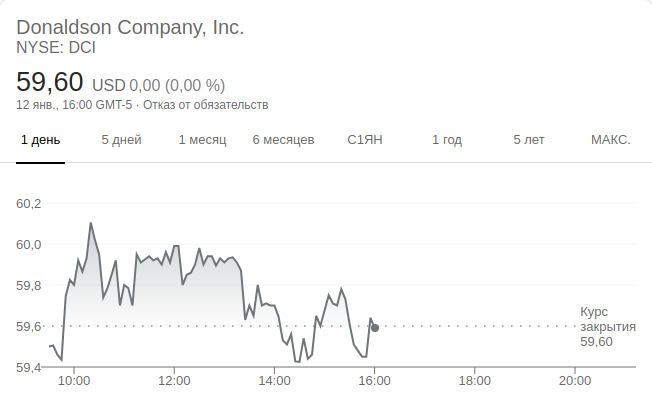 Donaldson Company, Inc.
NYSE: DCI
59,60 USD 0,00 (0,00 %)
12 янв., 16:00 GMT-5 · Отказ от обязательств
1 день 5 дней 1 месяц 6 месяцев С1ЯН 1 год 5 лет МАКС.
60,2
60,0
59,8
59,6
59,4
Курс
закрытия
59,60
10:00 12:00 14:00 16:00 18:00 20:00